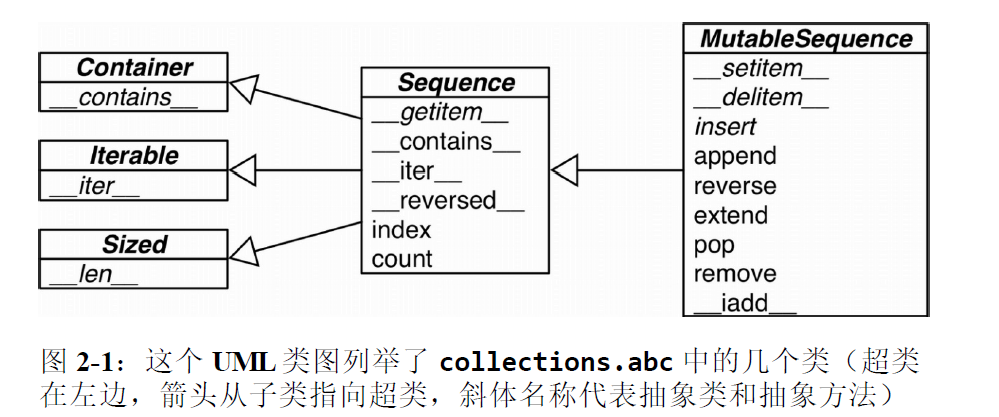 Container
__contains__
Iterable
__iter__
Sized
__len__
Sequence
__getitem__
__contains__
__iter__
__reversed__
index
count
MutableSequence
__setitem__
__delitem__
insert
append
reverse
extend
pop
remove
__iadd__
图 2-1：这个 UML 类图列举了 collections.abc 中的几个类（超类
在左边，箭头从子类指向超类，斜体名称代表抽象类和抽象方法）